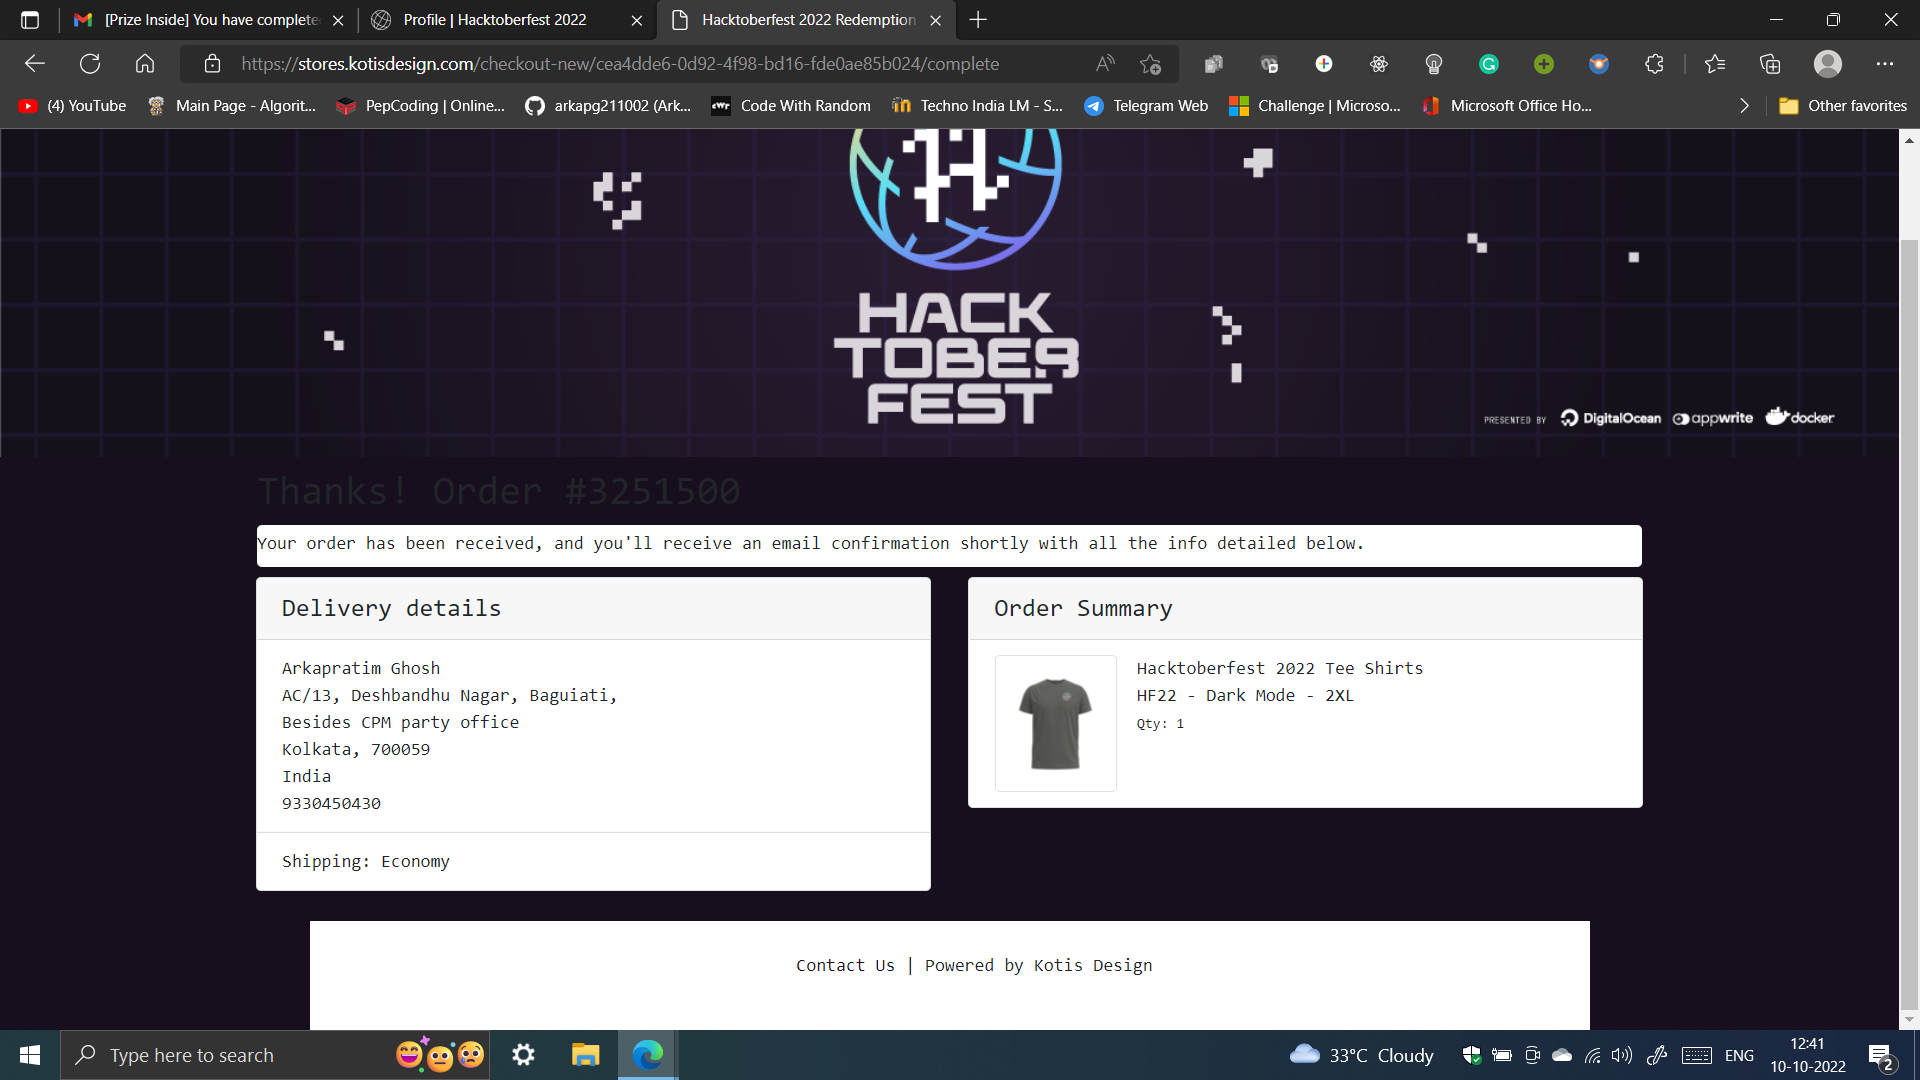 [Prize Inside] You have complete
Profile | Hacktoberfest 2022
Hacktoberfest 2022 Redemption
https://stores.kotisdesign.com/checkout-new/cea4dde6-0d92-4f98-bd16-fde0ae85b024/complete
(4) YouTube
Main Page - Algorit...
PepCoding | Online...
arkapg211002 (Ark...
Code With Random
Techno India LM - S...
Telegram Web
Challenge | Microso...
Microsoft Office Ho...
Other favorites
H
HACK
TOBER
FEST
PRESENTED BY DigitalOcean appwrite docker
Thanks! Order #3251500
Your order has been received, and you'll receive an email confirmation shortly with all the info detailed below.
Delivery details
Arkapratim Ghosh
AC/13, Deshbandhu Nagar, Baguiati,
Besides CPM party office
Kolkata, 700059
India
9330450430
Shipping: Economy
Order Summary
Hacktoberfest 2022 Tee Shirts
HF22 - Dark Mode - 2XL
Qty: 1
Contact Us | Powered by Kotis Design
Type here to search
33°C Cloudy
ENG
12:41
10-10-2022
2